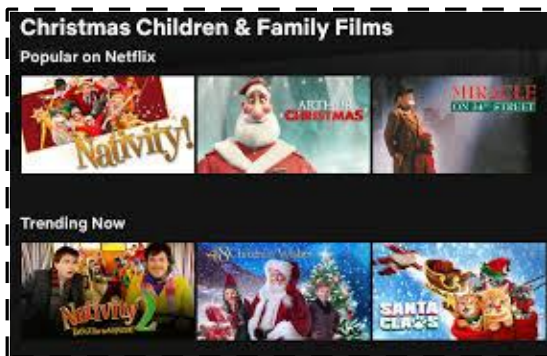 Christmas Children & Family Films
Popular on Netflix
Nativity!
ARTHUR
CHRISTMAS
MIRACLE
ON 34TH STREET
Trending Now
Nativity 2
48 Christmas Wishes
SANTA
CLAWS